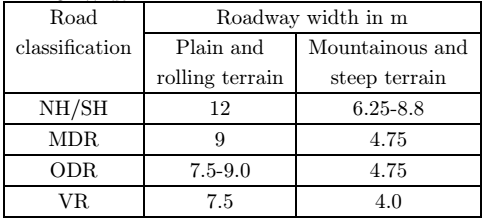 Road Roadway width in m
classification Plain and Mountainous and
rolling terrain steep terrain
NH/SH 12 6.25-8.8
MDR 9 4.75
ODR 7.5-9.0 4.75
VR 7.5 4.0